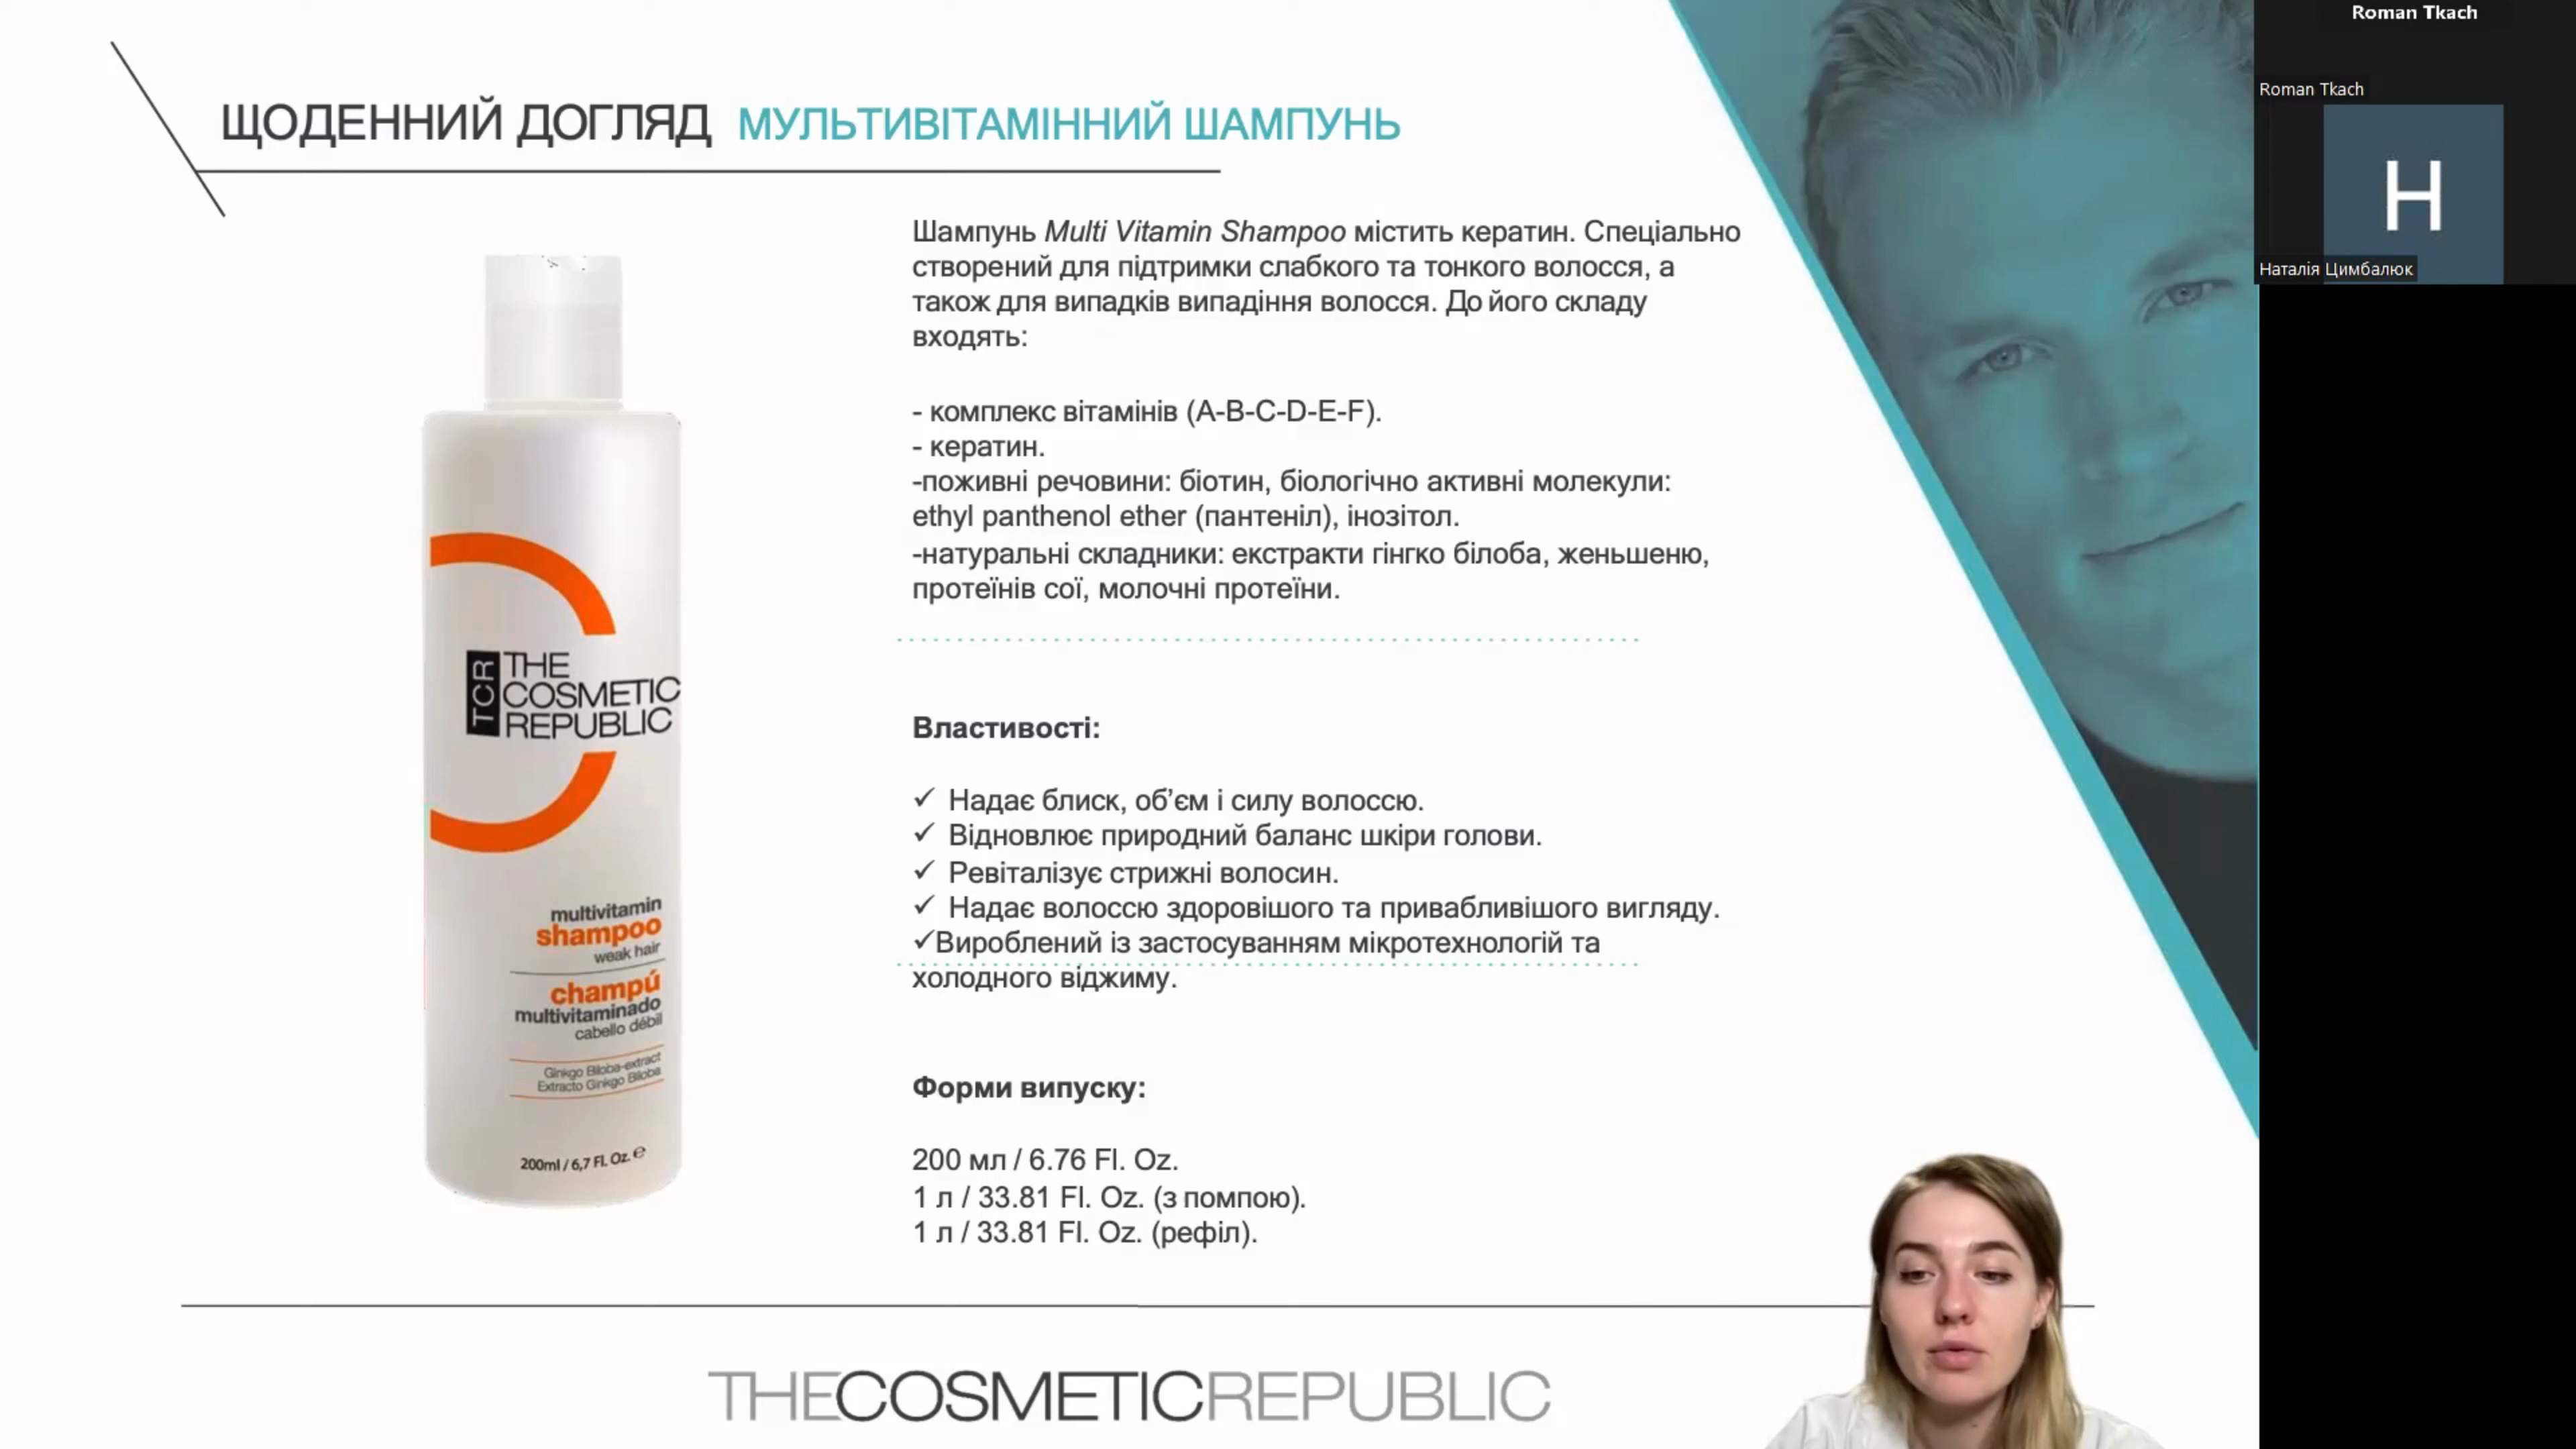 ЩОДЕННИЙ ДОГЛЯД МУЛЬТИВІТАМІННИЙ ШАМПУНЬ
Шампунь Multi Vitamin Shampoo містить кератин. Спеціально
створений для підтримки слабкого та тонкого волосся, а
також для випадків випадіння волосся. До його складу
входять:
- комплекс вітамінів (A-B-C-D-E-F).
- кератин.
-поживні речовини: біотин, біологічно активні молекули:
ethyl panthenol ether (пантеніл), інозітол.
-натуральні складники: екстракти гінгко білоба, женьшеню,
протеїнів сої, молочні протеїни.
Властивості:
✓ Надає блиск, об’єм і силу волоссю.
✓ Відновлює природний баланс шкіри голови.
✓ Ревіталізує стрижні волосин.
✓ Надає волоссю здоровішого та привабливішого вигляду.
✓Вироблений із застосуванням мікротехнологій та
холодного віджиму.
Форми випуску:
200 мл / 6.76 Fl. Oz.
1 л / 33.81 Fl. Oz. (з помпою).
1 л / 33.81 Fl. Oz. (рефіл).
TCR
THE
COSMETIC
REPUBLIC
multivitamin
shampoo
weak hair
champú
multivitaminado
cabello débil
Ginkgo Biloba-extract
Extracto Ginkgo Biloba
200ml / 6,7 Fl. Oz. ℮
THECOSMETICREPUBLIC
Roman Tkach
Roman Tkach
Н
Наталія Цимбалюк